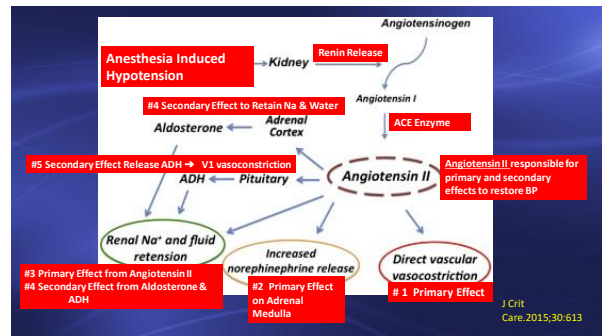 Angiotensinogen
Renin Release
Anesthesia Induced
Hypotension
Kidney
Angiotensin I
#4 Secondary Effect to Retain Na & Water
Aldosterone
Adrenal
Cortex
ACE Enzyme
#5 Secondary Effect Release ADH → V1 vasoconstriction
ADH
Pituitary
Angiotensin II
Angiotensin II responsible for
primary and secondary
effects to restore BP
Renal Na⁺ and fluid
retension
Increased
norephinephrine release
Direct vascular
vasocostriction
#3 Primary Effect from Angiotensin II
#4 Secondary Effect from Aldosterone &
ADH
#2 Primary Effect
on Adrenal
Medulla
# 1 Primary Effect
J Crit
Care.2015;30:613